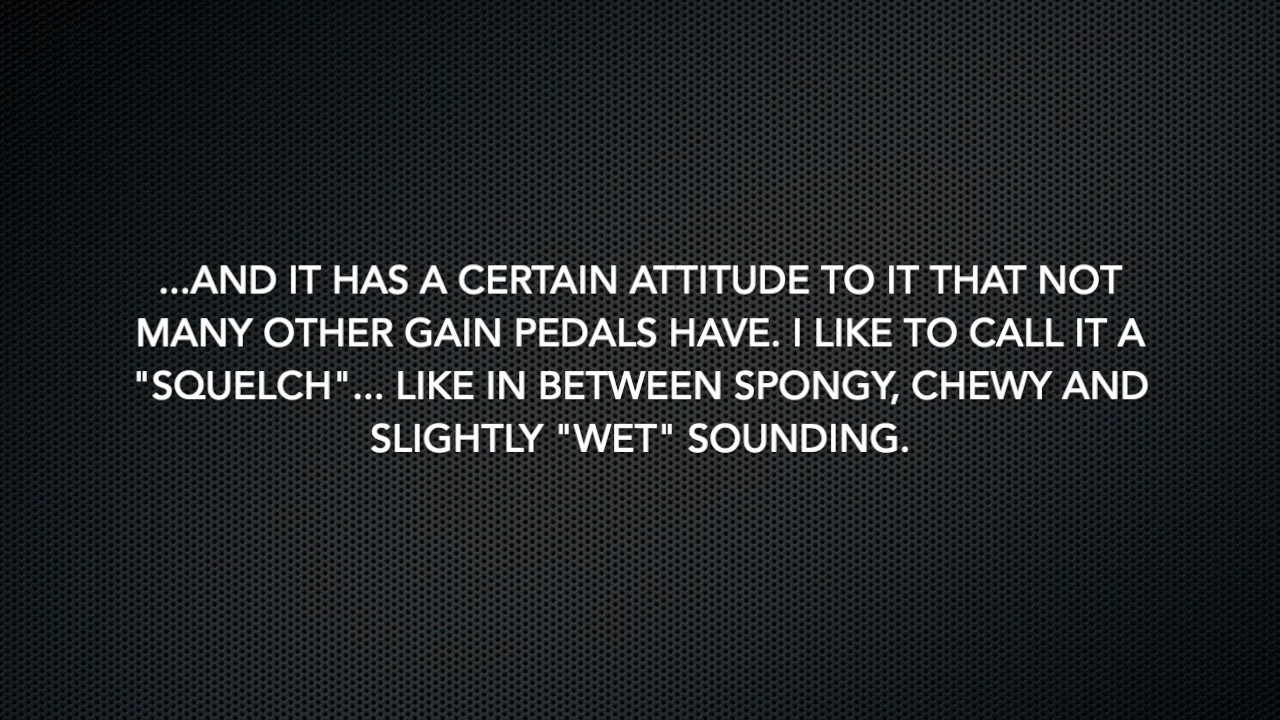 ...AND IT HAS A CERTAIN ATTITUDE TO IT THAT NOT
MANY OTHER GAIN PEDALS HAVE. I LIKE TO CALL IT A
"SQUELCH"... LIKE IN BETWEEN SPONGY, CHEWY AND
SLIGHTLY "WET" SOUNDING.